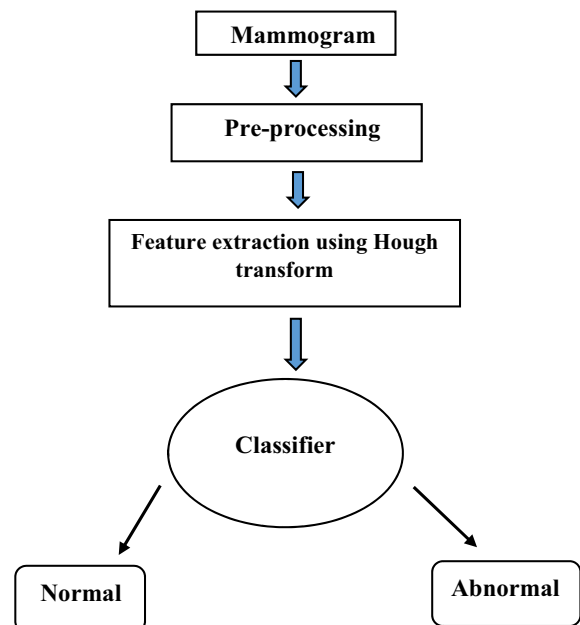 Mammogram
Pre-processing
Feature extraction using Hough
transform
Classifier
Normal
Abnormal